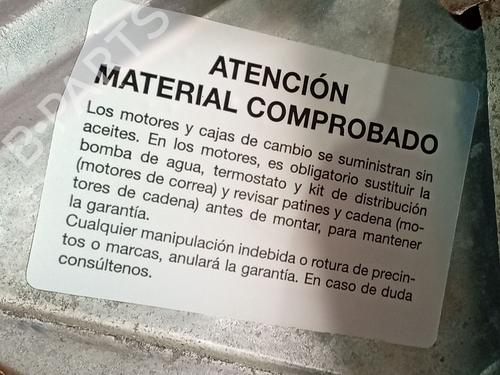 B-PARTS
ATENCIÓN
MATERIAL COMPROBADO
Los motores y cajas de cambio se suministran sin
aceites. En los motores, es obligatorio sustituir la
bomba de agua, termostato y kit de distribución
(motores de correa) y revisar patines y cadena (mo-
tores de cadena) antes de montar, para mantener
la garantía.
Cualquier manipulación indebida o rotura de precin-
tos o marcas, anulará la garantía. En caso de duda
consúltenos.